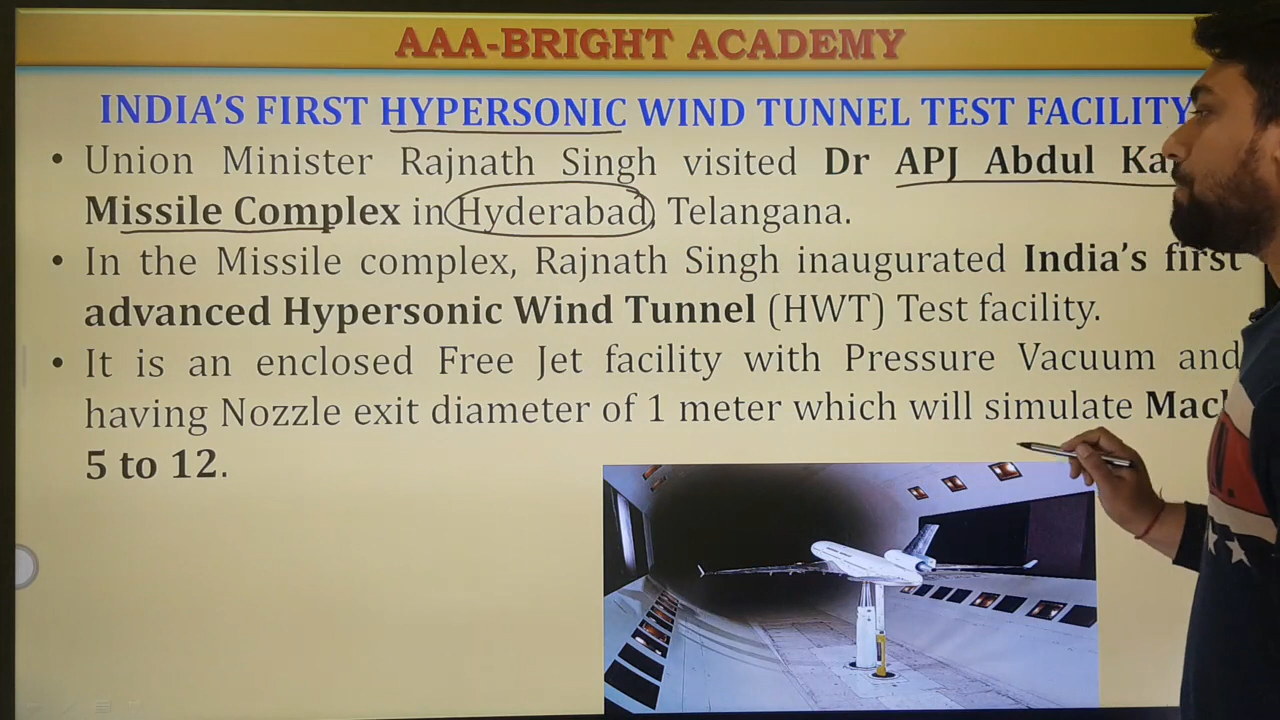 AAA-BRIGHT ACADEMY
INDIA'S FIRST HYPERSONIC WIND TUNNEL TEST FACILITY
• Union Minister Rajnath Singh visited Dr APJ Abdul
Missile Complex in Hyderabad, Telangana.
• In the Missile complex, Rajnath Singh inaugurated India's first
advanced Hypersonic Wind Tunnel (HWT) Test facility.
• It is an enclosed Free Jet facility with Pressure Vacuum and
having Nozzle exit diameter of 1 meter which will simulate Mach
5 to 12.